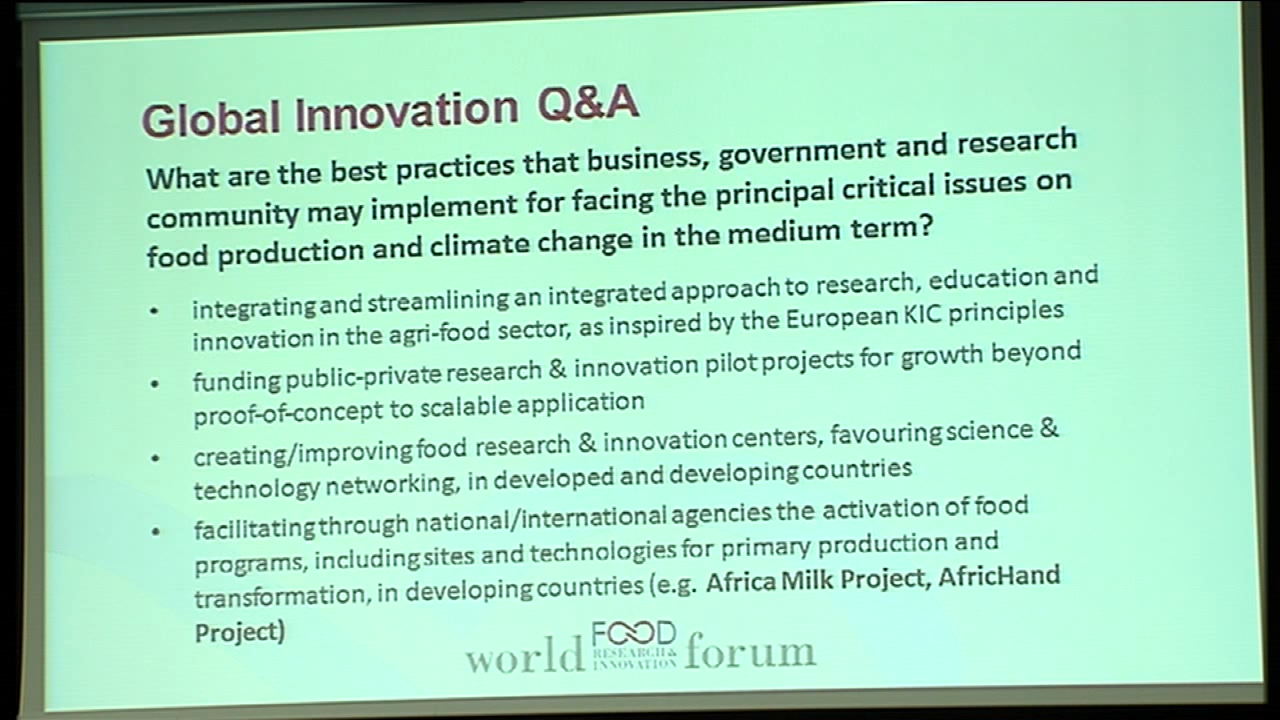 Global Innovation Q&A
What are the best practices that business, government and research
community may implement for facing the principal critical issues on
food production and climate change in the medium term?
• integrating and streamlining an integrated approach to research, education and
innovation in the agri-food sector, as inspired by the European KIC principles
• funding public-private research & innovation pilot projects for growth beyond
proof-of-concept to scalable application
• creating/improving food research & innovation centers, favouring science &
technology networking, in developed and developing countries
• facilitating through national/international agencies the activation of food
programs, including sites and technologies for primary production and
transformation, in developing countries (e.g. Africa Milk Project, AfricHand
Project)
world FOOD RESEARCH & INNOVATION forum